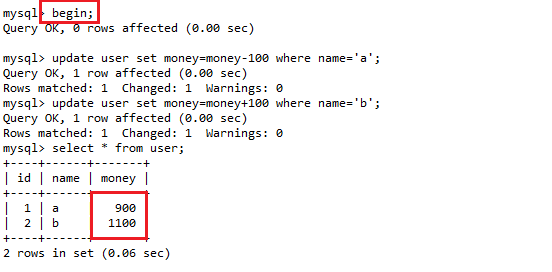 mysql> begin;
Query OK, 0 rows affected (0.00 sec)
mysql> update user set money=money-100 where name='a';
Query OK, 1 row affected (0.00 sec)
Rows matched: 1  Changed: 1  Warnings: 0
mysql> update user set money=money+100 where name='b';
Query OK, 1 row affected (0.00 sec)
Rows matched: 1  Changed: 1  Warnings: 0
mysql> select * from user;
+----+------+-------+
| id | name | money |
+----+------+-------+
|  1 | a    |   900 |
|  2 | b    |  1100 |
+----+------+-------+
2 rows in set (0.06 sec)